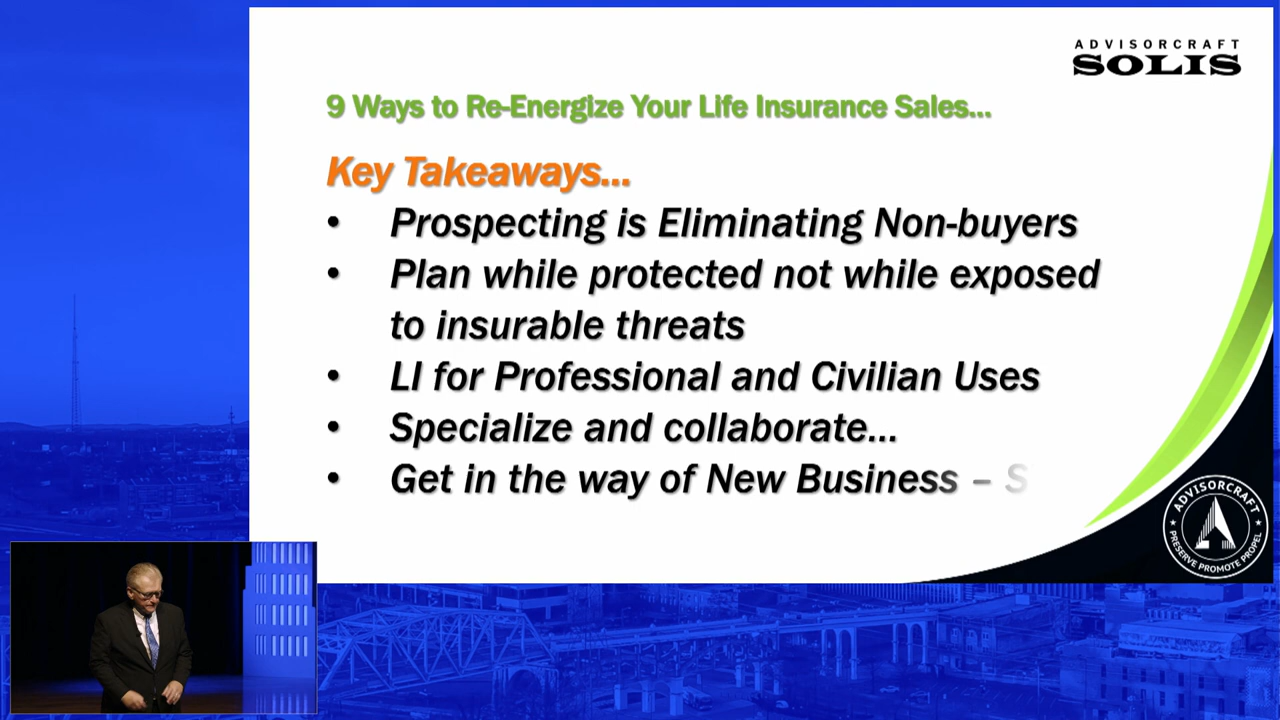 ADVISORCRAFT
SOLIS
9 Ways to Re-Energize Your Life Insurance Sales...
Key Takeaways...
• Prospecting is Eliminating Non-buyers
• Plan while protected not while exposed
to insurable threats
• LI for Professional and Civilian Uses
• Specialize and collaborate...
• Get in the way of New Business – S
ADVISORCRAFT
PRESERVE PROMOTE PROPEL